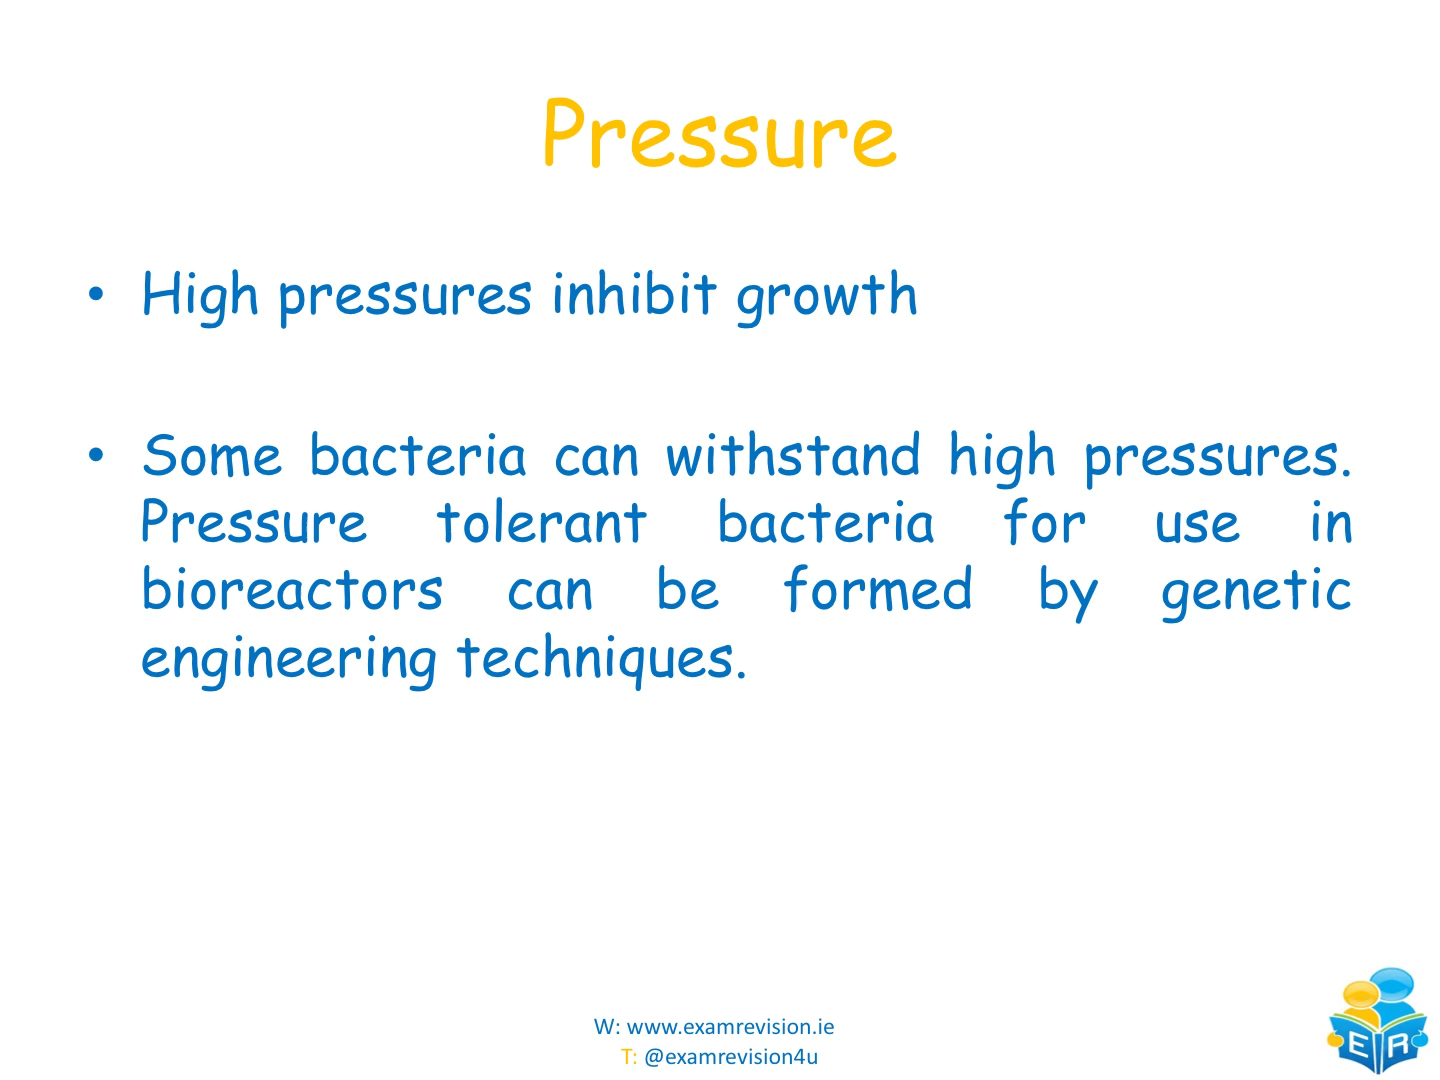 Pressure
• High pressures inhibit growth
• Some bacteria can withstand high pressures.
Pressure tolerant bacteria for use in
bioreactors can be formed by genetic
engineering techniques.
W: www.examrevision.ie
T: @examrevision4u
E R